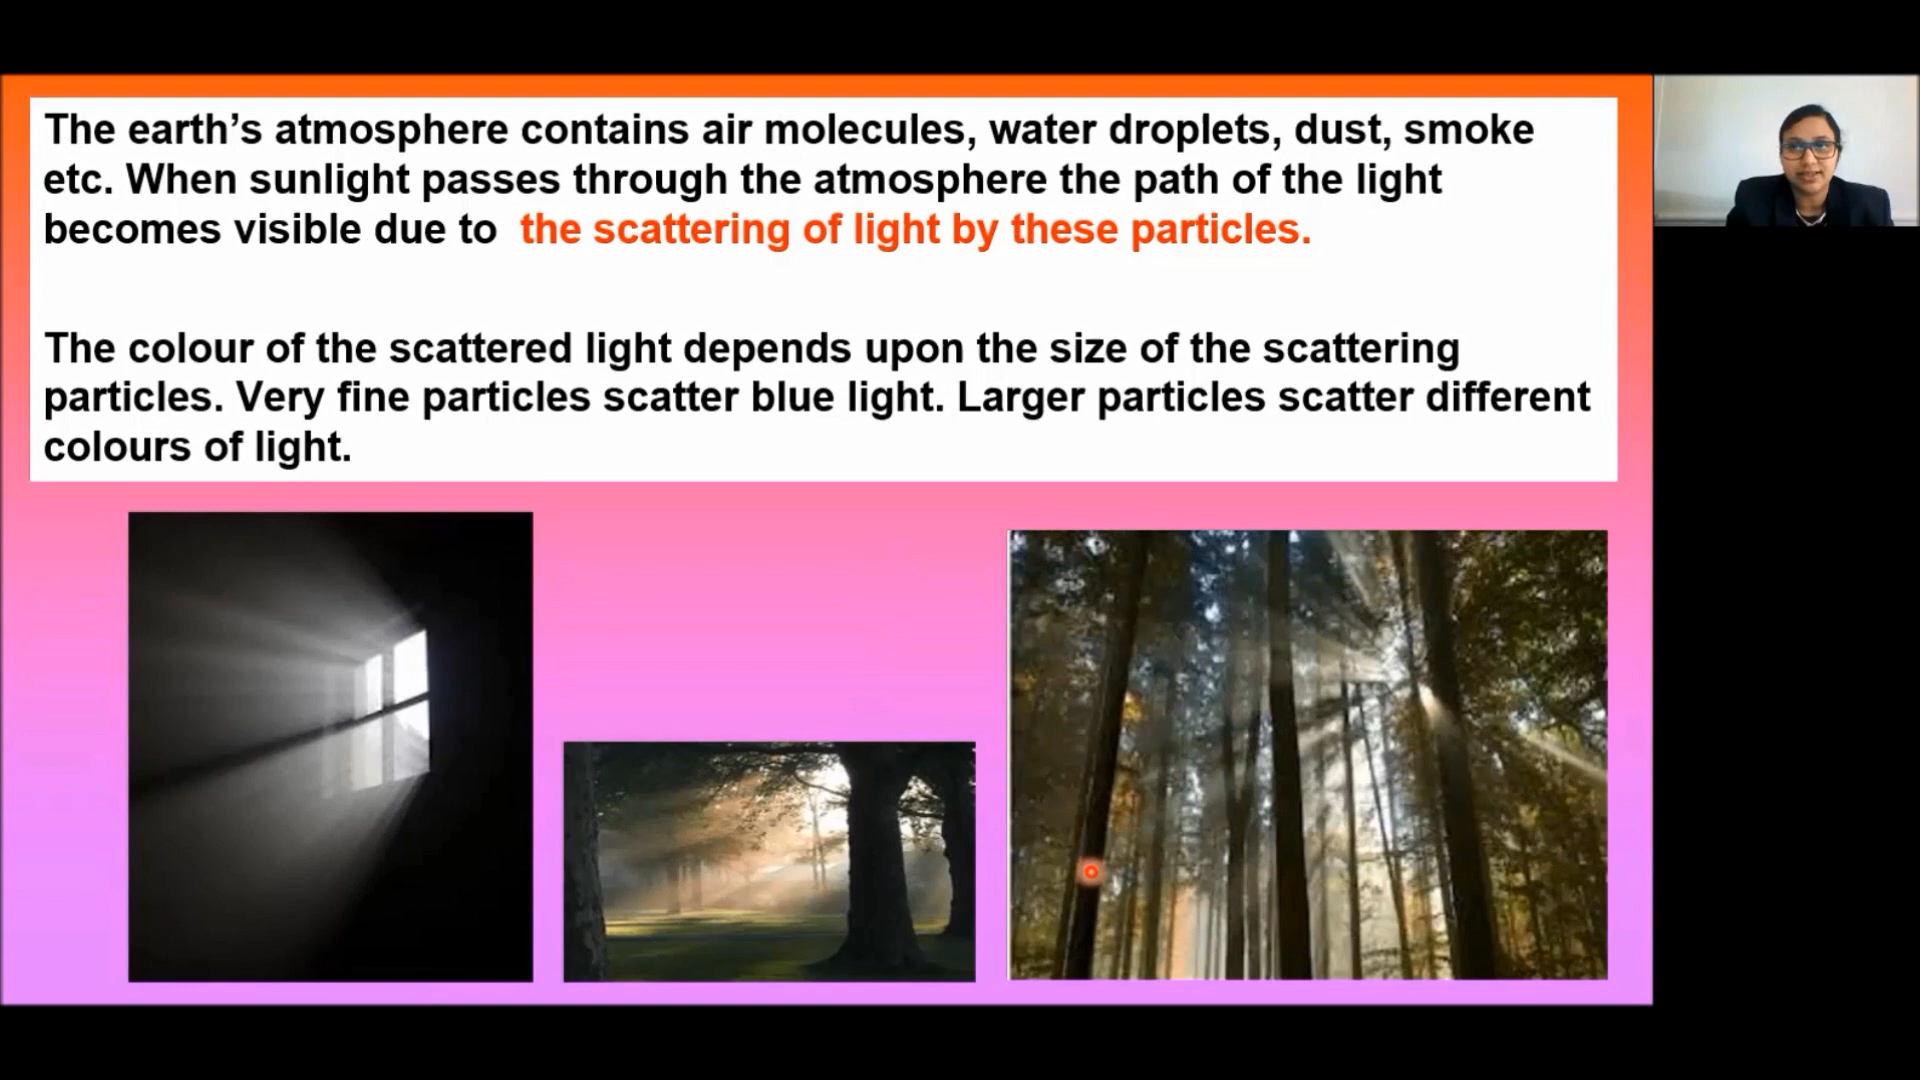 The earth’s atmosphere contains air molecules, water droplets, dust, smoke
etc. When sunlight passes through the atmosphere the path of the light
becomes visible due to the scattering of light by these particles.
The colour of the scattered light depends upon the size of the scattering
particles. Very fine particles scatter blue light. Larger particles scatter different
colours of light.